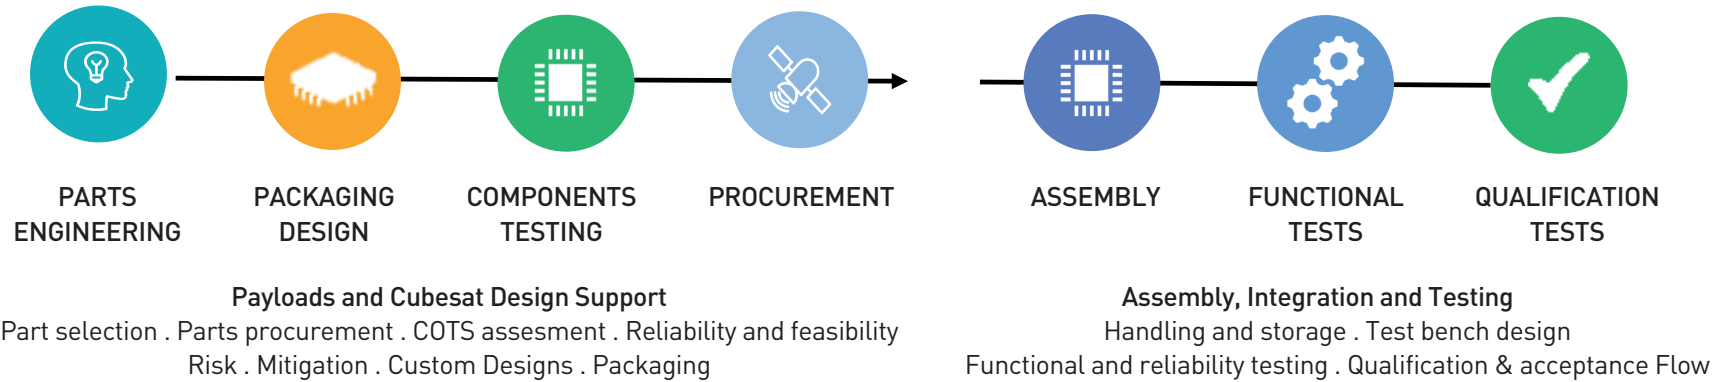 PARTS
ENGINEERING
PACKAGING
DESIGN
COMPONENTS
TESTING
PROCUREMENT
ASSEMBLY
FUNCTIONAL
TESTS
QUALIFICATION
TESTS
Payloads and Cubesat Design Support
Part selection . Parts procurement . COTS assesment . Reliability and feasibility
Risk . Mitigation . Custom Designs . Packaging
Assembly, Integration and Testing
Handling and storage . Test bench design
Functional and reliability testing . Qualification & acceptance Flow